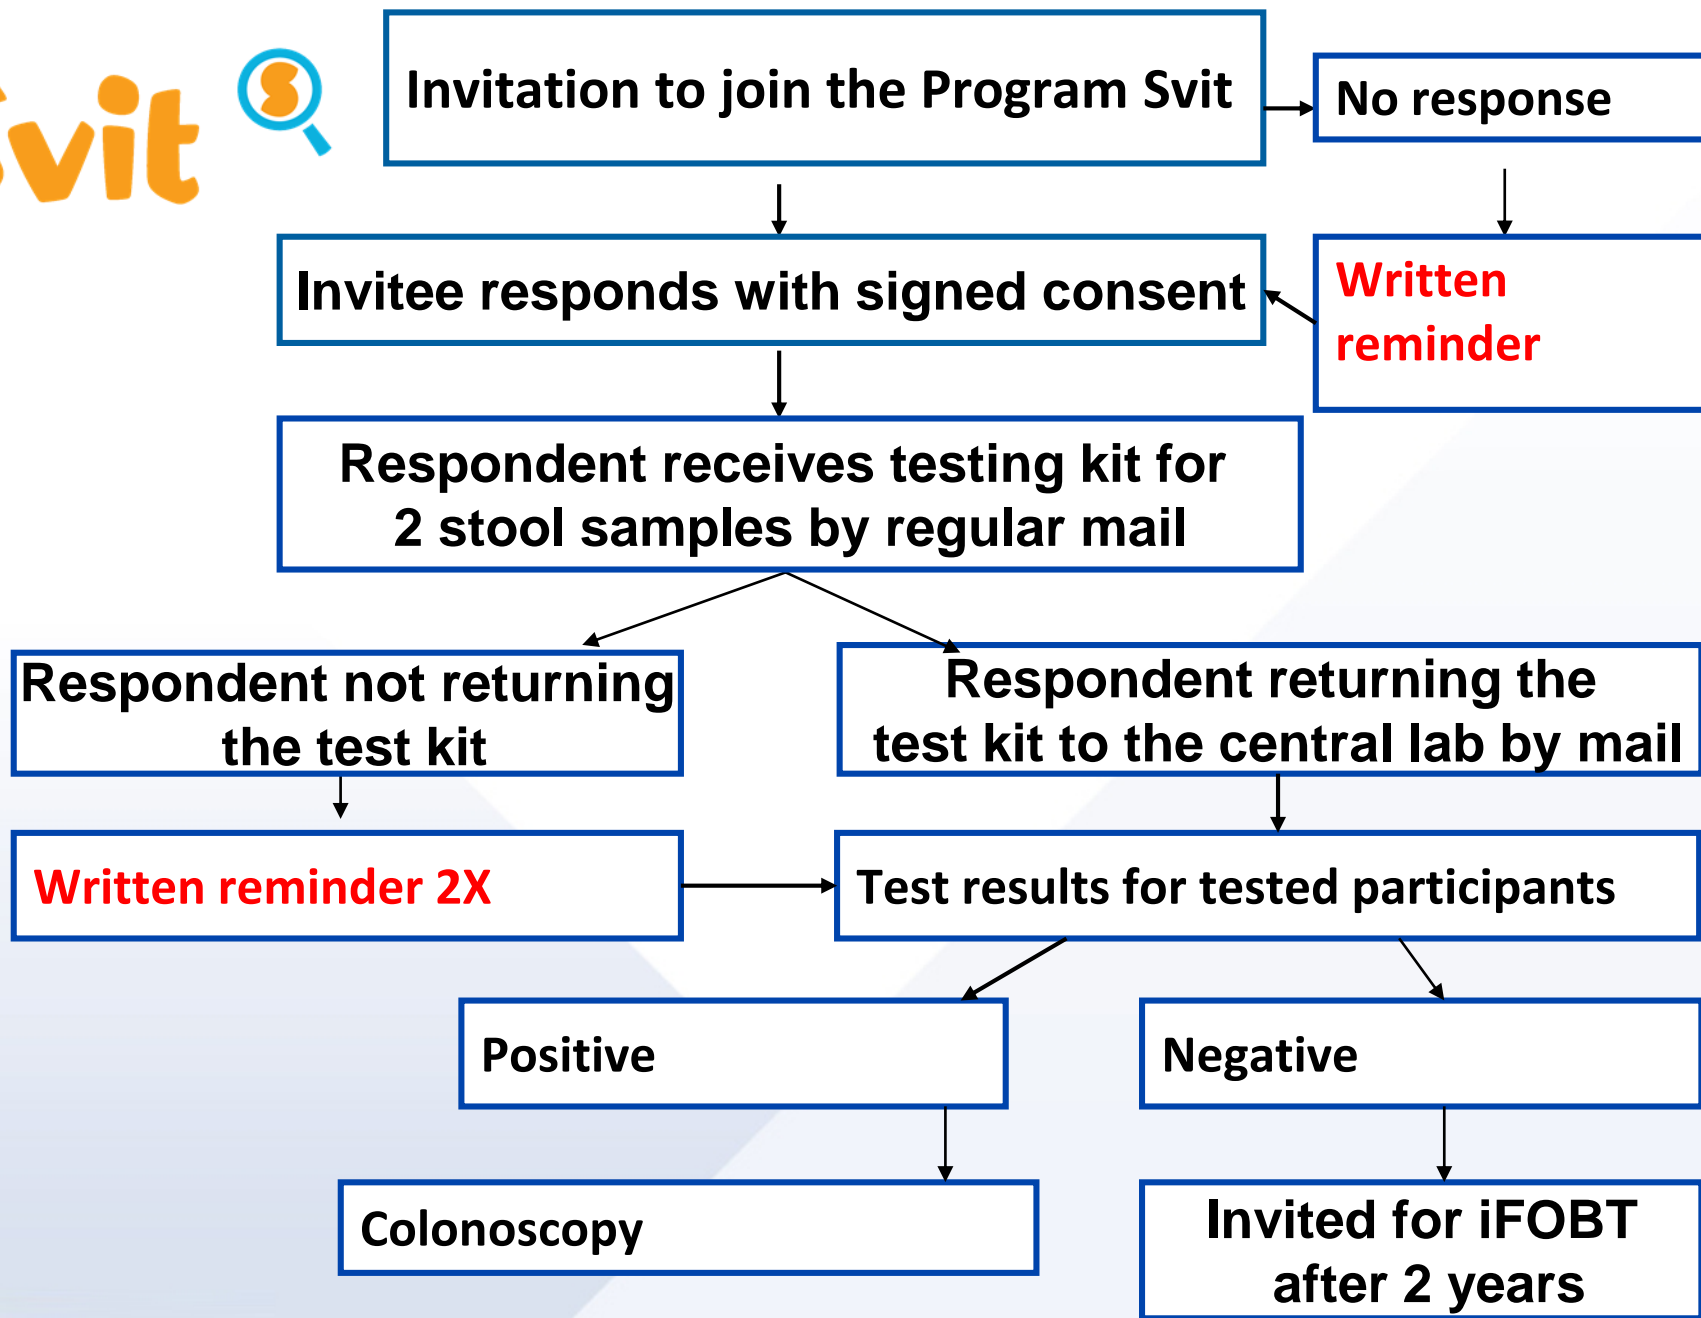 Svit
Invitation to join the Program Svit
No response
Invitee responds with signed consent
Written
reminder
Respondent receives testing kit for
2 stool samples by regular mail
Respondent not returning
the test kit
Respondent returning the
test kit to the central lab by mail
Written reminder 2X
Test results for tested participants
Positive
Negative
Colonoscopy
Invited for iFOBT
after 2 years